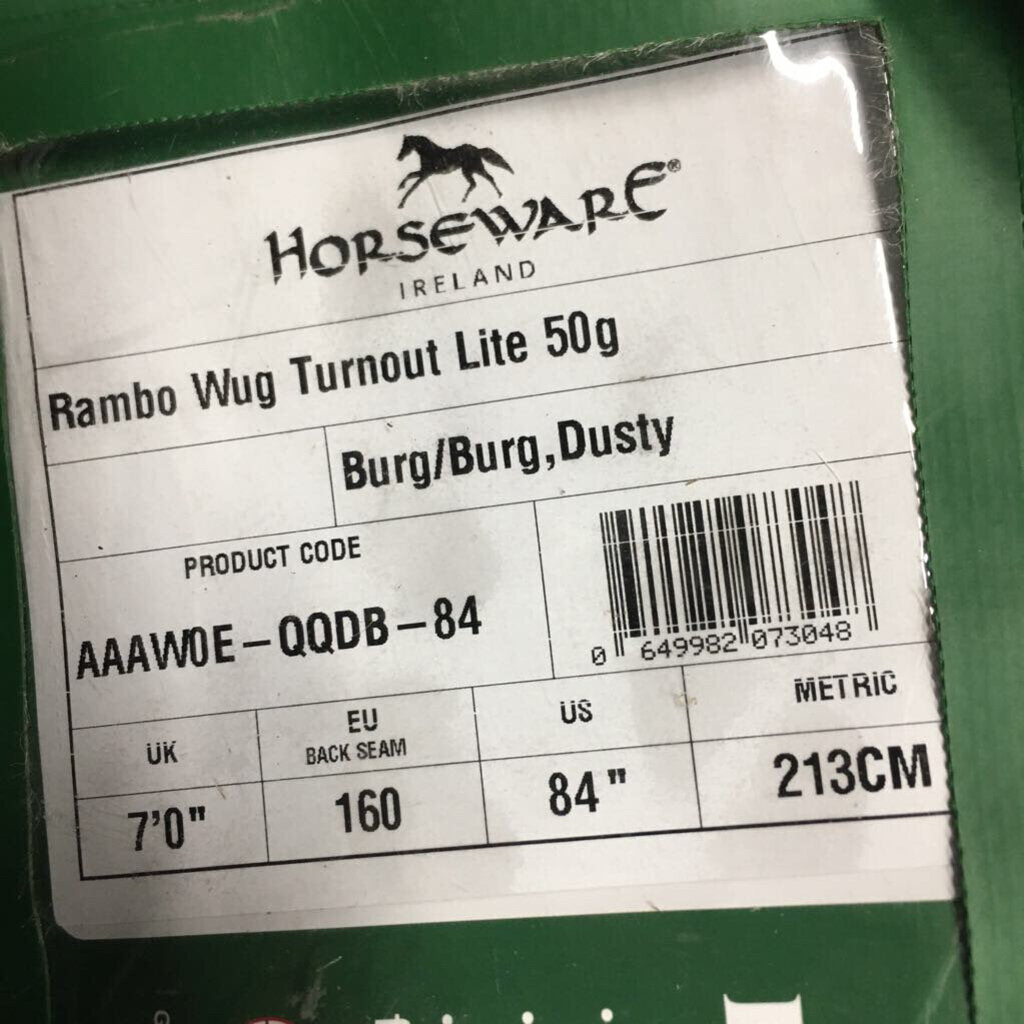 HORSEWARE®
IRELAND
Rambo Wug Turnout Lite 50g
Burg/Burg,Dusty
PRODUCT CODE
AAAW0E-QQDB-84
0 649982 073048
UK
EU
BACK SEAM
US
METRIC
7'0"
160
84"
213CM